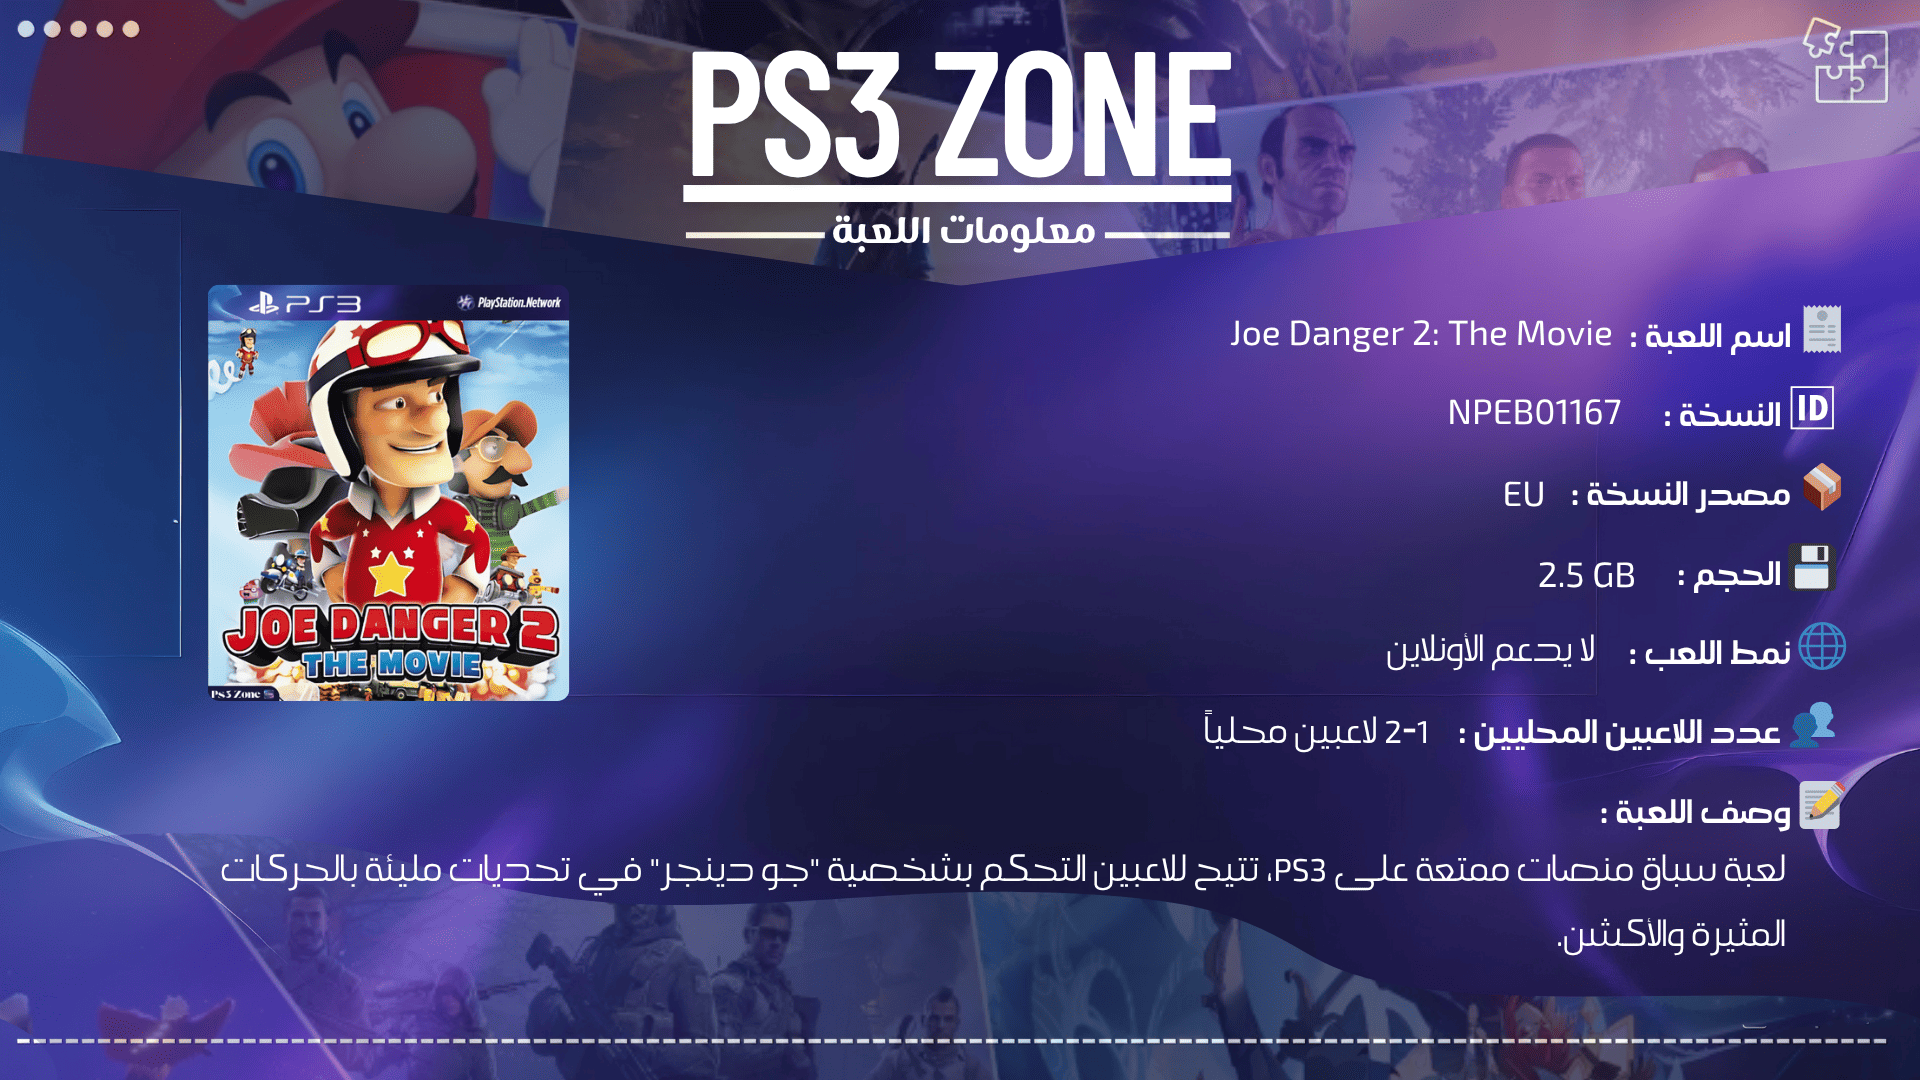 PS3 ZONE
معلومات اللعبة
PS3 PlayStation.Network
JOE DANGER 2
THE MOVIE
Ps3 Zone
اسم اللعبة : Joe Danger 2: The Movie
ID النسخة : NPEB01167
مصدر النسخة : EU
الحجم : 2.5 GB
نمط اللعب : لا يدعم الأونلاين
عدد اللاعبين المحليين : 1-2 لاعبين محلياً
وصف اللعبة :
لعبة سباق منصات ممتعة على PS3، تتيح للاعبين التحكم بشخصية "جو دينجر" في تحديات مليئة بالحركات
المثيرة والأكشن.